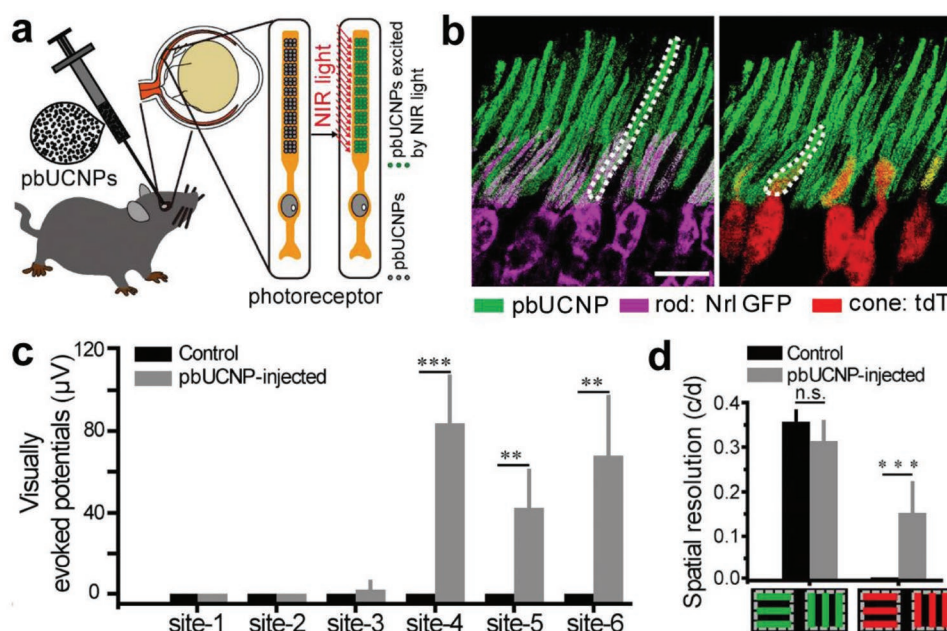 a
pbUCNPs
photoreceptor
NIR light
pbUCNPs excited
by NIR light
pbUCNPs
b
pbUCNP
rod: Nrl GFP
cone: tdT
c
Visually
evoked potentials (μV)
120
80
40
0
Control
pbUCNP-injected
***
**
**
site-1 site-2 site-3 site-4 site-5 site-6
d
Control
pbUCNP-injected
n.s.
***
Spatial resolution (c/d)
0.4
0.3
0.2
0.1
0.0